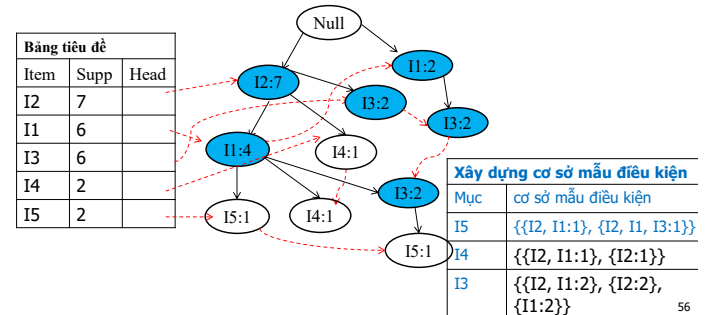 Bảng tiêu đề
Item Supp Head
I2 7
I1 6
I3 6
I4 2
I5 2
Null
I2:7
I1:2
I3:2
I3:2
I1:4
I4:1
I3:2
I5:1
I4:1
I5:1
Xây dựng cơ sở mẫu điều kiện
Mục cơ sở mẫu điều kiện
I5 {{I2, I1:1}, {I2, I1, I3:1}}
I4 {{I2, I1:1}, {I2:1}}
I3 {{I2, I1:2}, {I2:2},
{I1:2}}
56